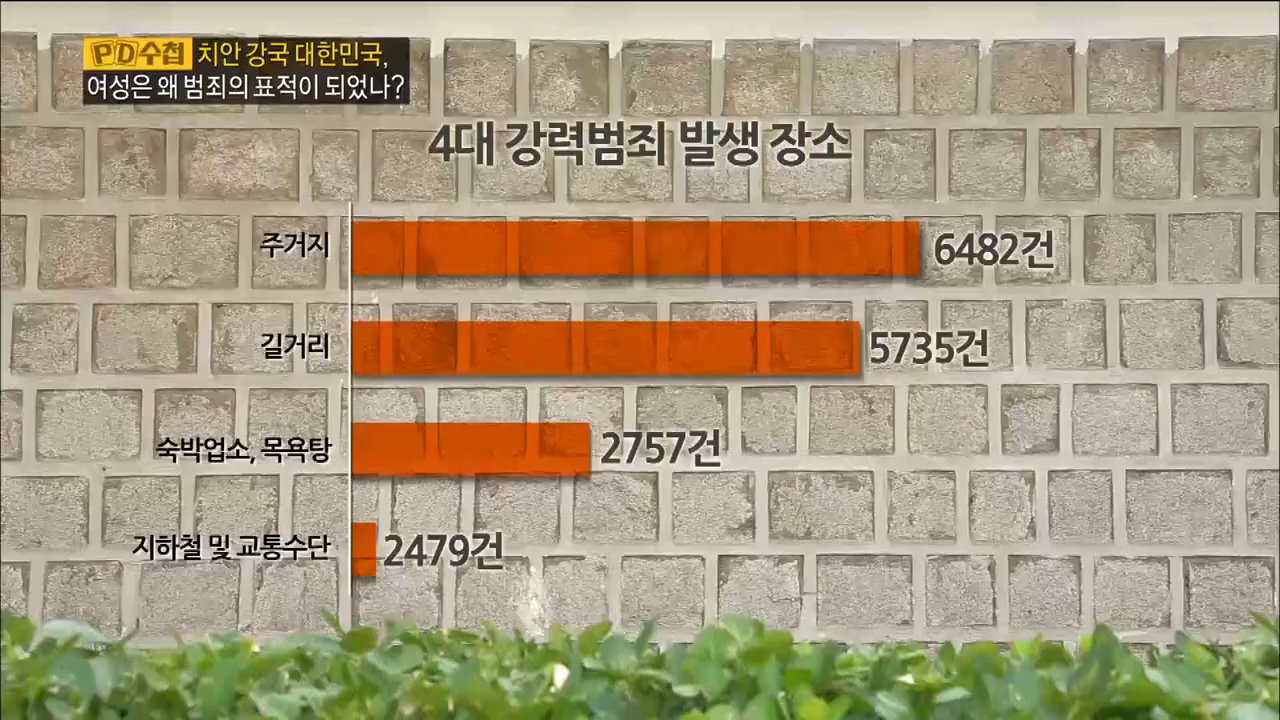 PD수첩 치안 강국 대한민국,
여성은 왜 범죄의 표적이 되었나?
4대 강력범죄 발생 장소
주거지 6482건
길거리 5735건
숙박업소, 목욕탕 2757건
지하철 및 교통수단 2479건